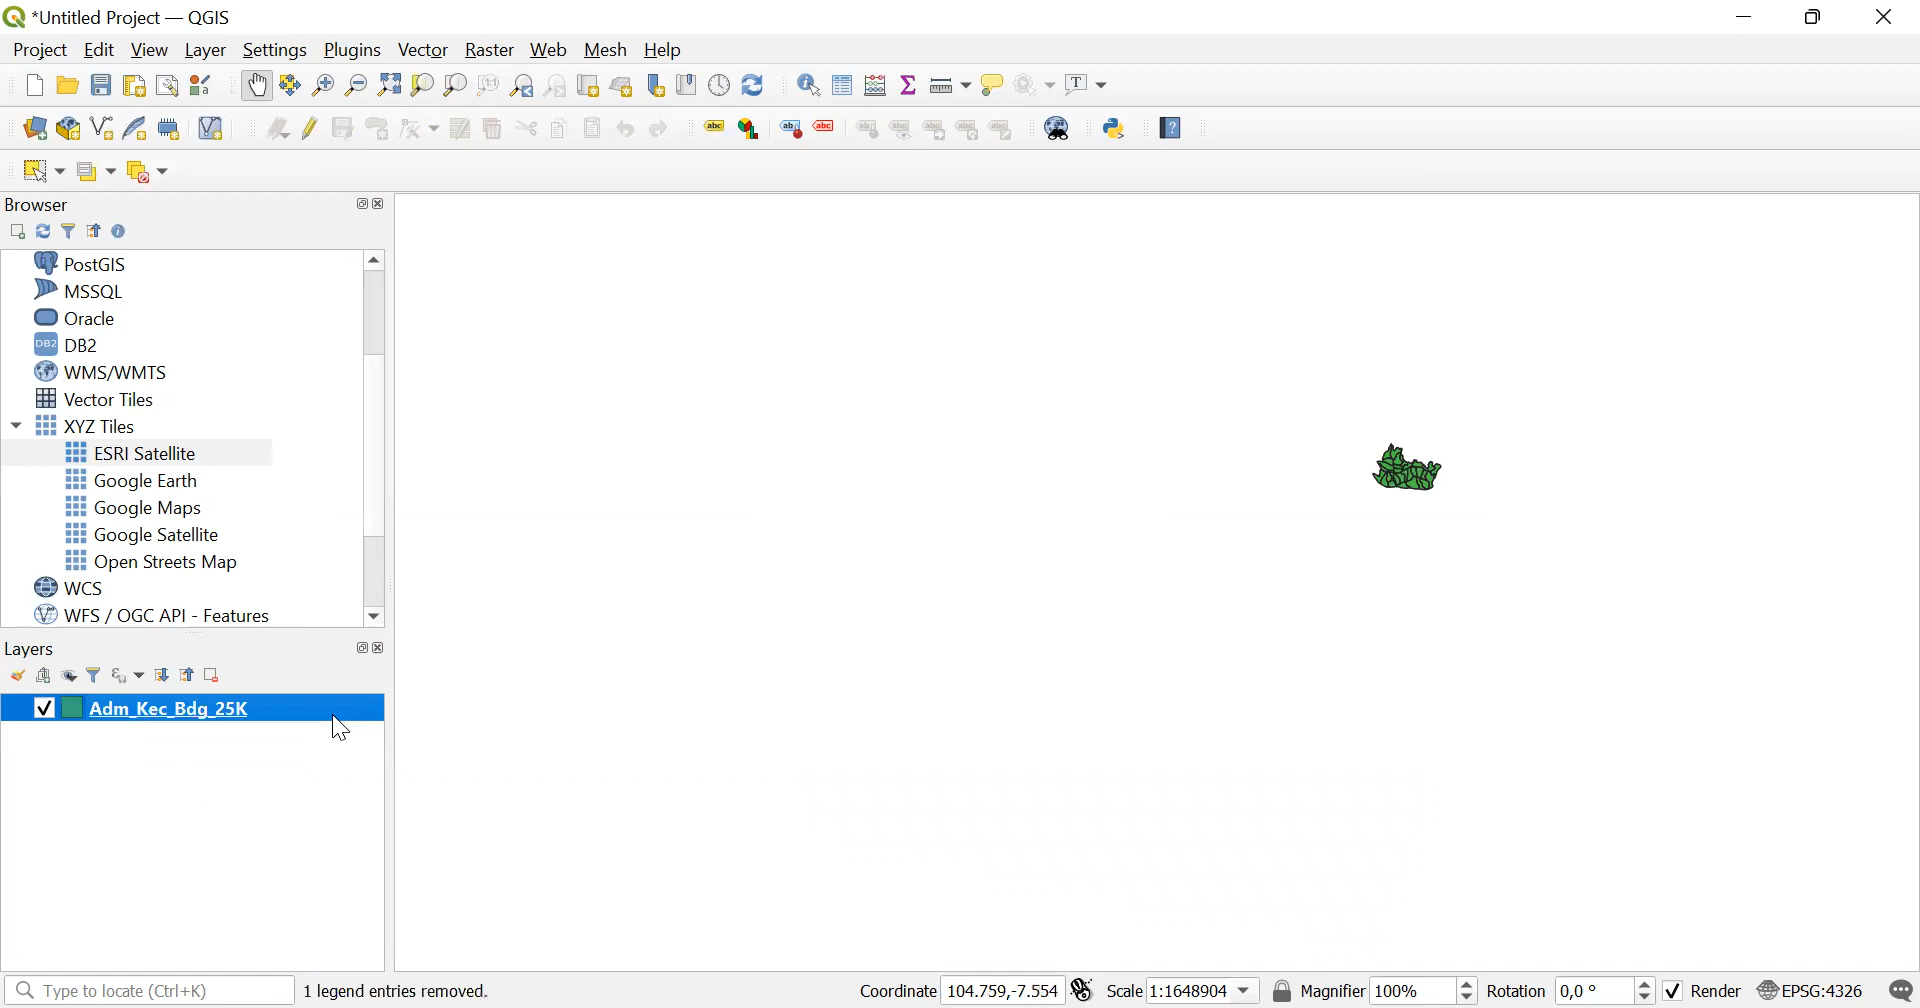 *Untitled Project — QGIS
Project Edit View Layer Settings Plugins Vector Raster Web Mesh Help
Browser
PostGIS
MSSQL
Oracle
DB2 DB2
WMS/WMTS
Vector Tiles
XYZ Tiles
ESRI Satellite
Google Earth
Google Maps
Google Satellite
Open Streets Map
WCS
WFS / OGC API - Features
Layers
Adm_Kec_Bdg_25K
Type to locate (Ctrl+K) 1 legend entries removed. Coordinate 104.759,-7.554 Scale 1:1648904 Magnifier 100% Rotation 0,0 ° Render EPSG:4326